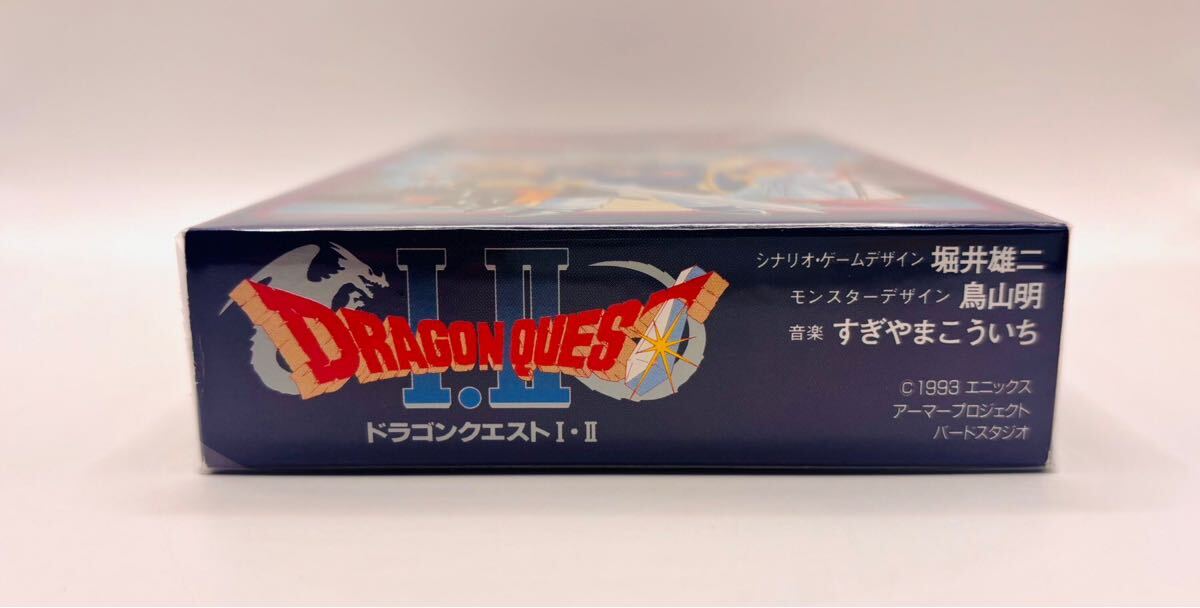 I.II
DRAGON QUEST
ドラゴンクエストI・II
シナリオ・ゲームデザイン 堀井雄二
モンスターデザイン 鳥山明
音楽 すぎやまこういち
©1993 エニックス
アーマープロジェクト
バードスタジオ